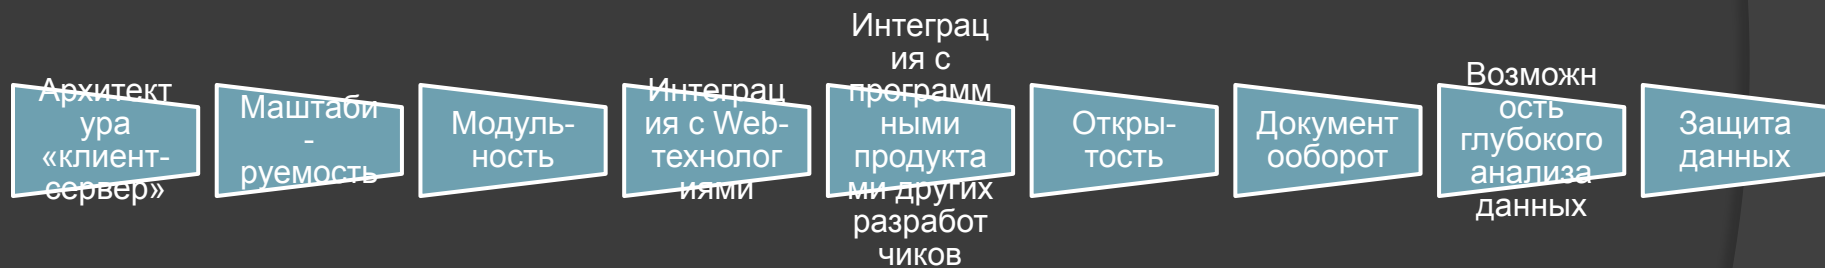 Архитект
ура
«клиент-
сервер»
Маштаби
-
руемость
Модуль-
ность
Интеграц
ия с Web-
технолог
иями
Интеграц
ия с
программ
ными
продукта
ми других
разработ
чиков
Откры-
тость
Документ
ооборот
Возможн
ость
глубокого
анализа
данных
Защита
данных